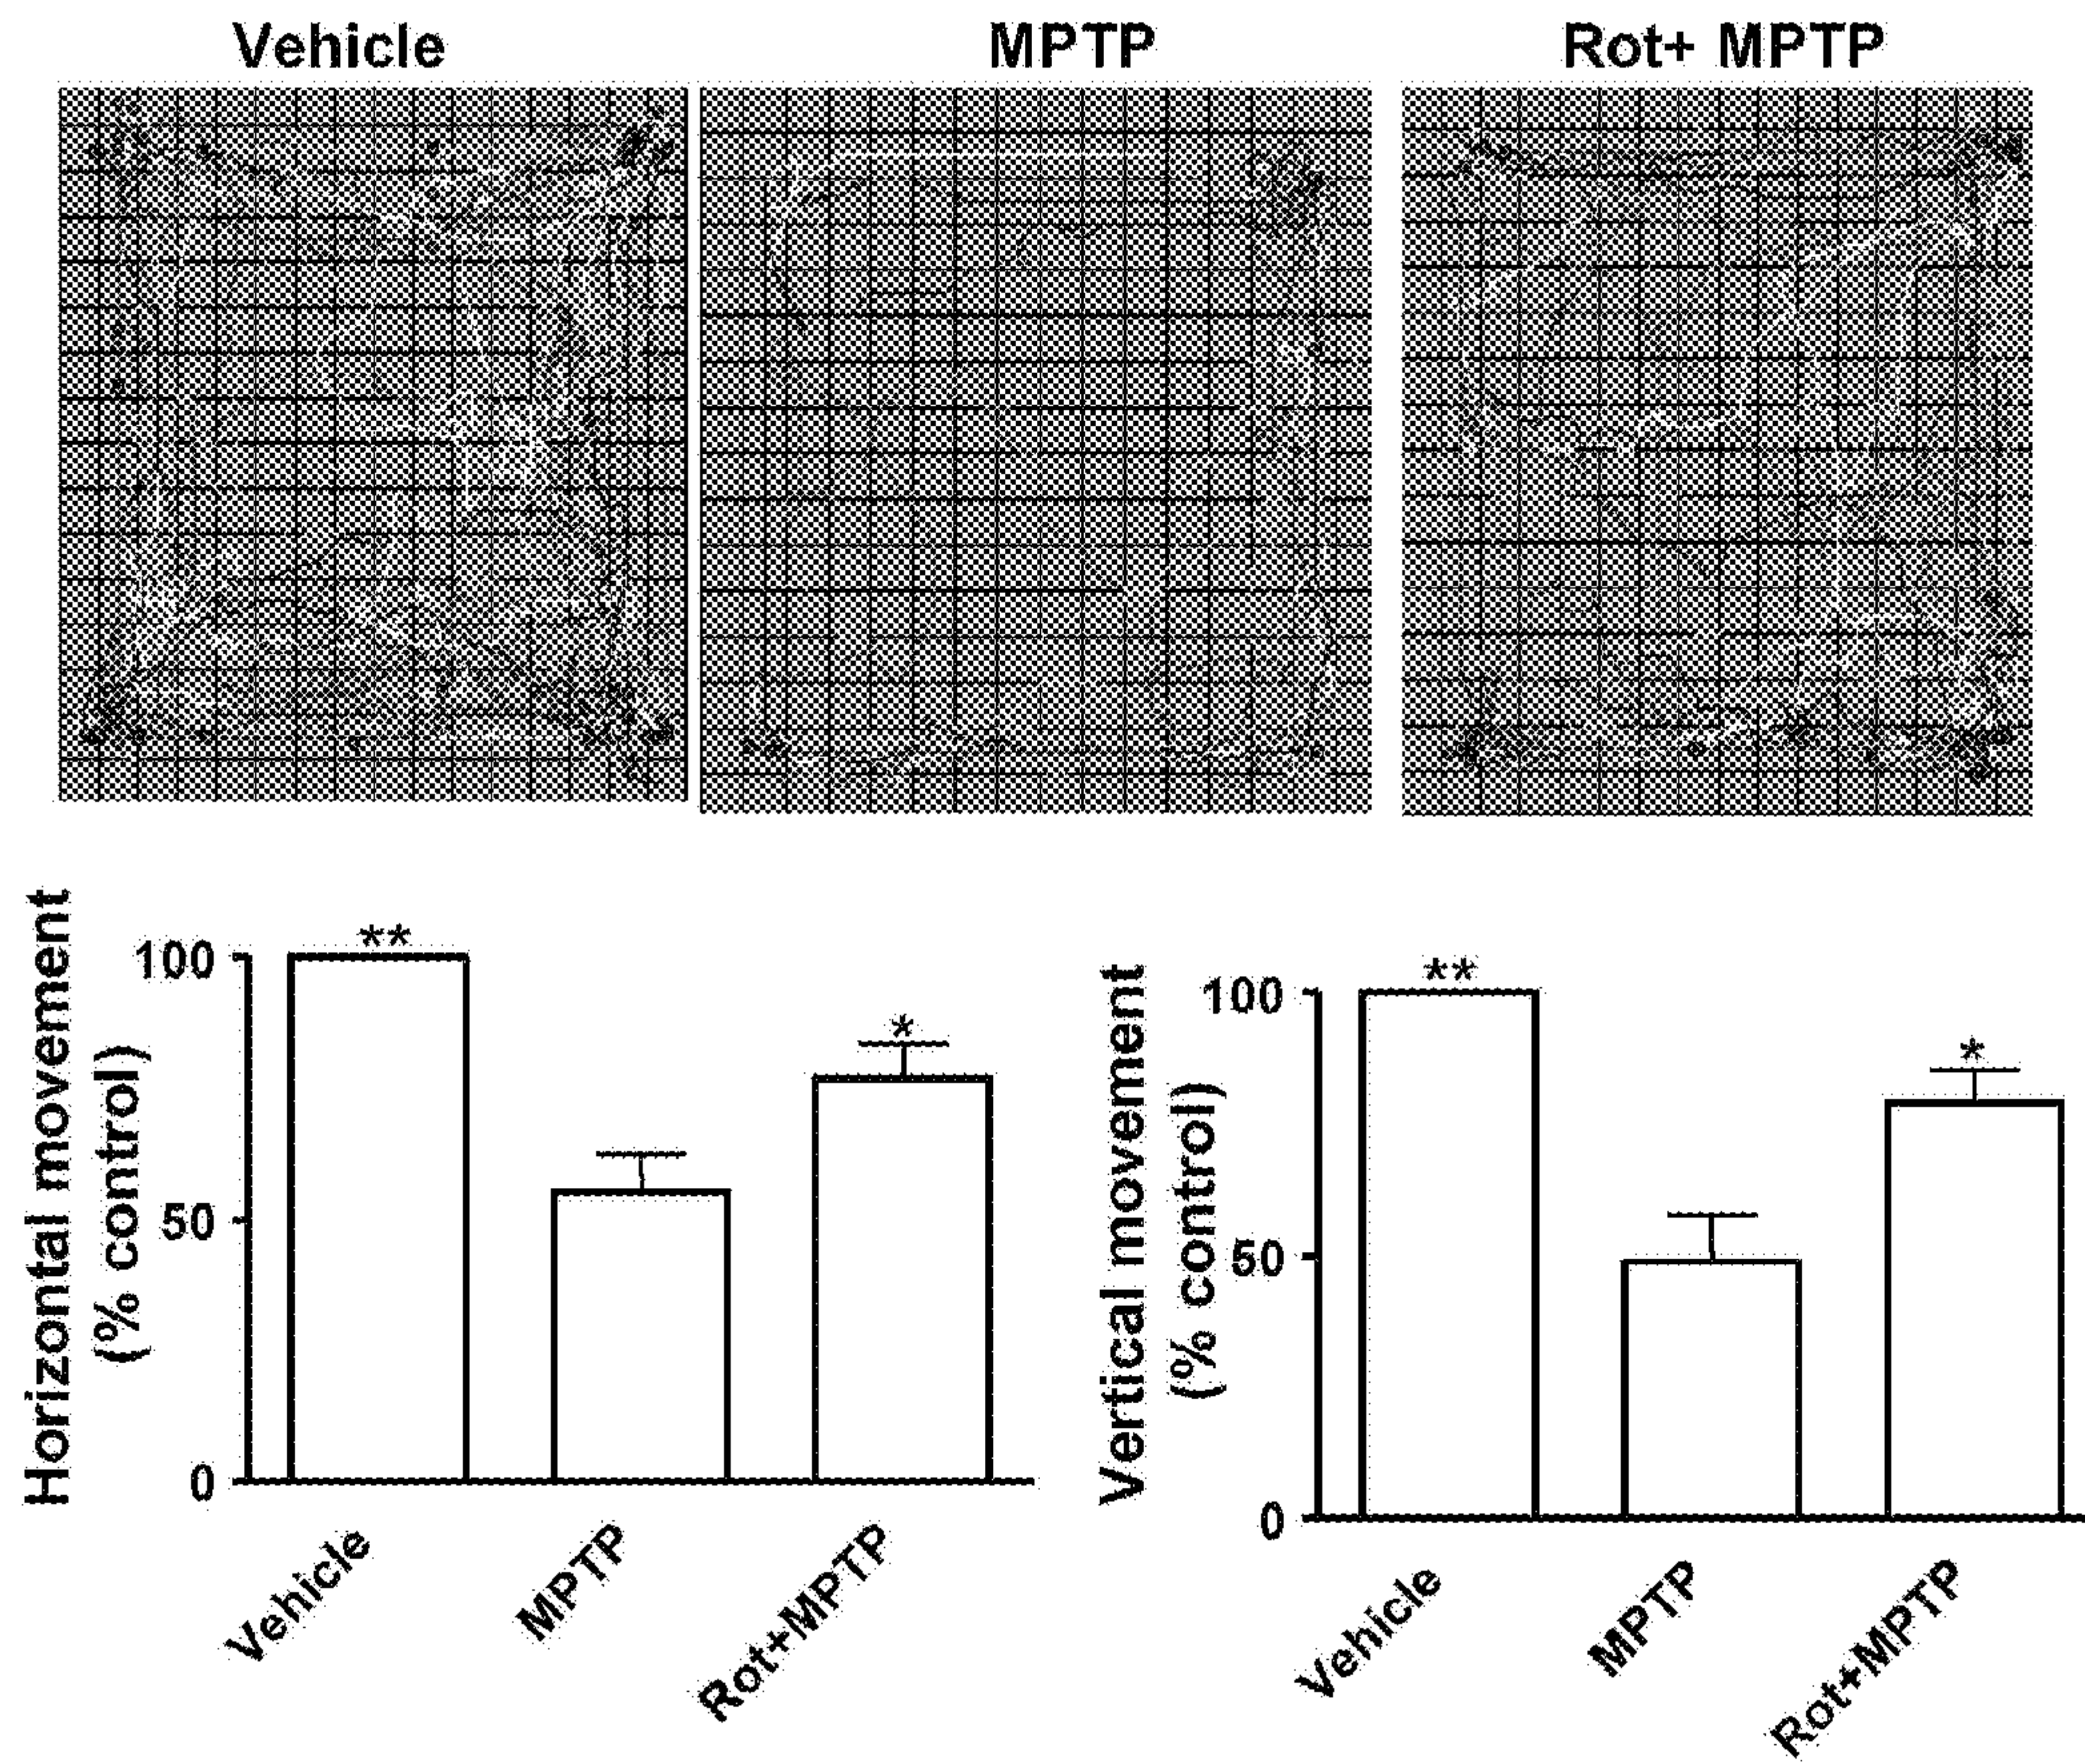 Vehicle
MPTP
Rot+ MPTP
Horizontal movement
(% control)
100
50
0
**
*
Vehicle
MPTP
Rot+MPTP
Vertical movement
(% control)
100
50
0
**
*
Vehicle
MPTP
Rot+MPTP